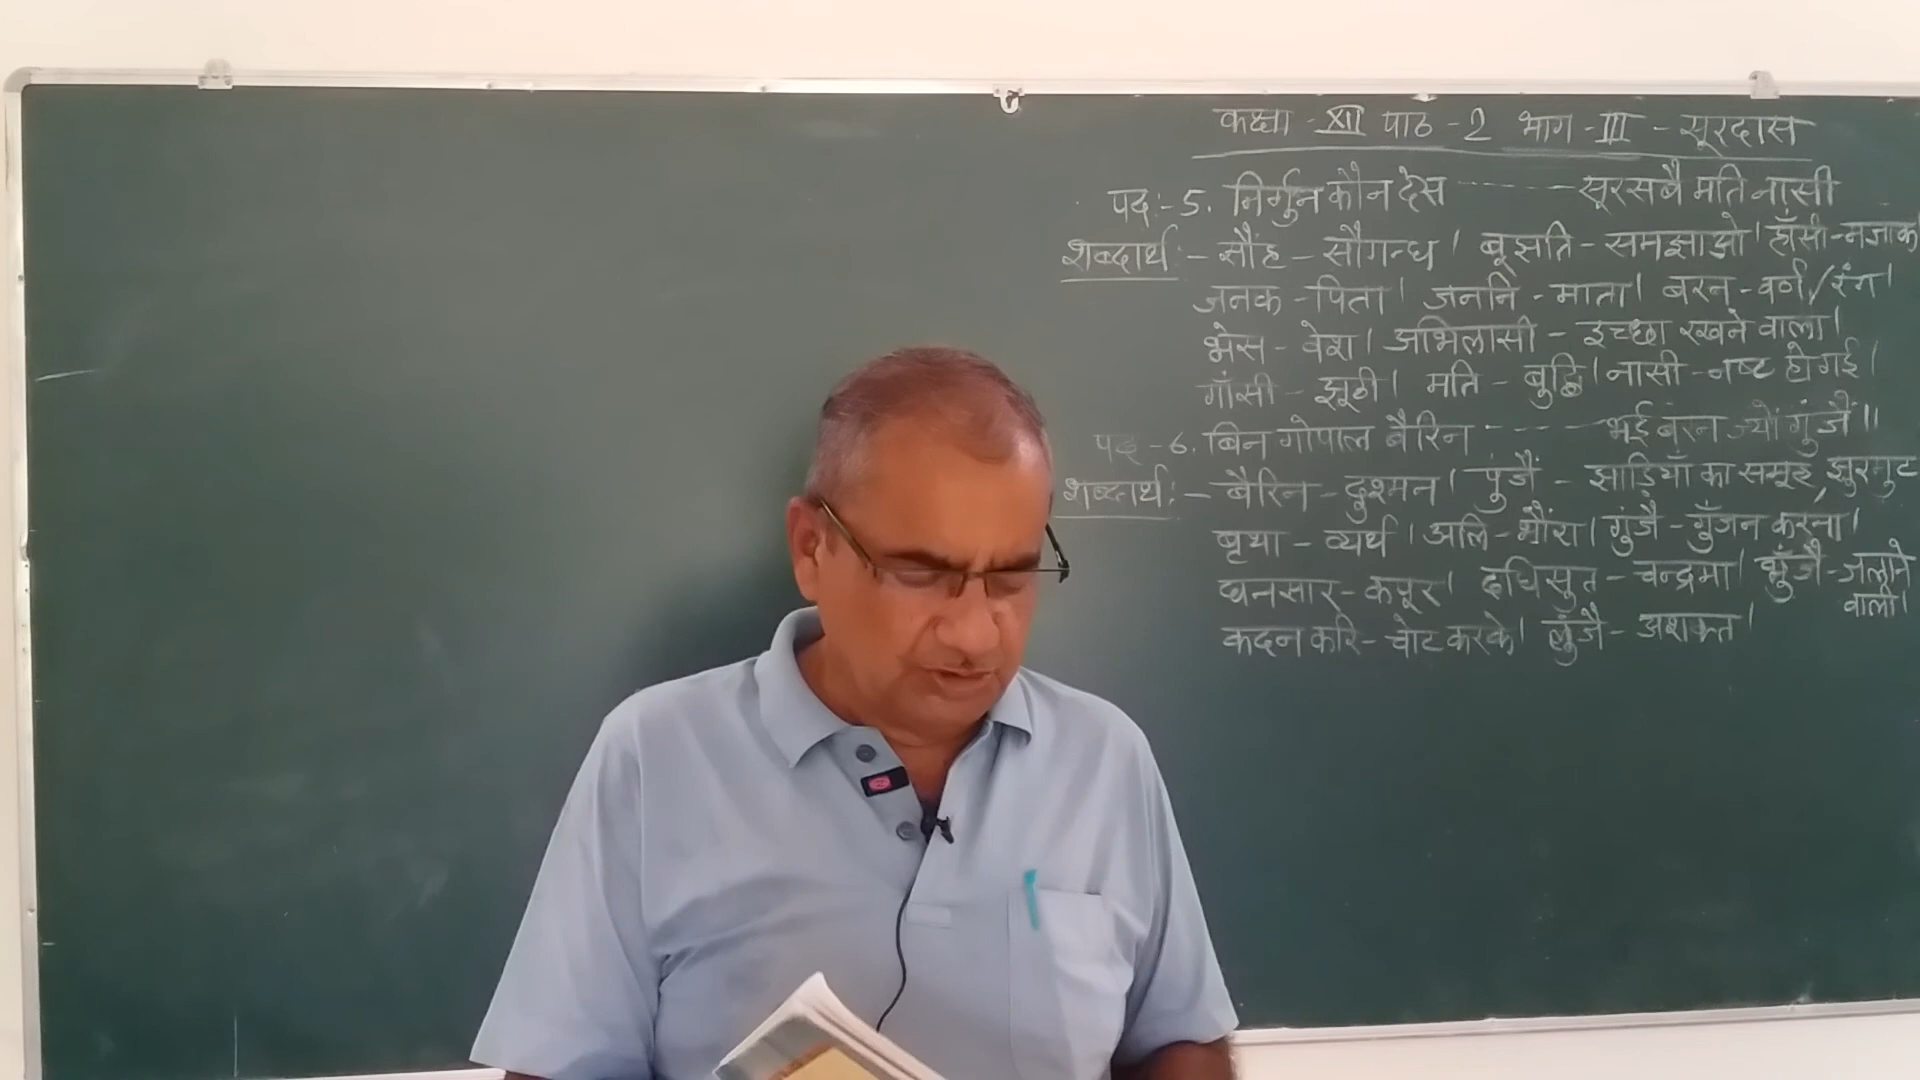 कक्षा - XII पाठ - 2 भाग - III - सूरदास
पद :- 5. निर्गुन कौन देस ------ सूर सबै मति नासी
शब्दार्थ :- सौंह - सौगन्ध । बूझति - समझाओ । हाँसी - मजाक
जनक - पिता । जननि - माता । बरन - वर्ण / रंग ।
भेस - वेश । अभिलासी - इच्छा रखने वाला ।
गाँसी - झूठी । मति - बुद्धि । नासी - नष्ट हो गई ।
पद - 6. बिन गोपाल बैरिन ------ भई बरन ज्यों गुंजैं ॥
शब्दार्थ :- बैरिन - दुश्मन । पुंजैं - झाड़ियाँ का समूह, झुरमुट
बृथा - व्यर्थ । अलि - भौंरा । गुंजै - गुँजन करना ।
घनसार - कपूर । दधिसुत - चन्द्रमा । भुंजै - जलाने
वाली ।
कदन करि - चोट करके । लुंजै - अशक्त ।